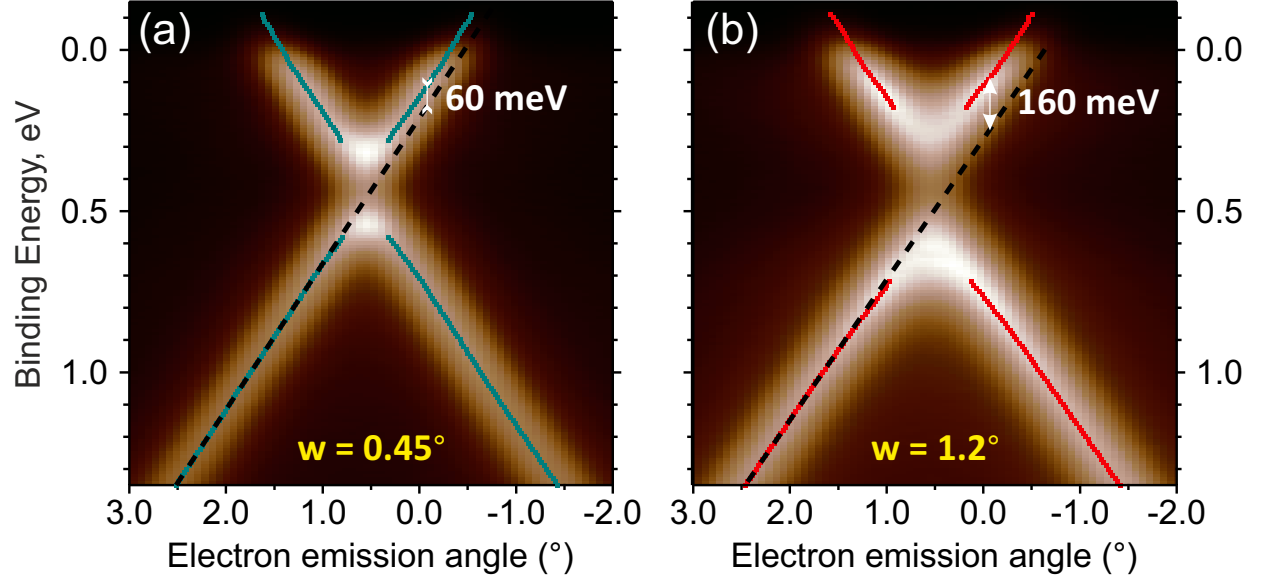 (a)
(b)
0.0
0.5
1.0
Binding Energy, eV
60 meV
w = 0.45°
3.0 2.0 1.0 0.0 -1.0 -2.0
Electron emission angle (°)
160 meV
w = 1.2°
0.0
0.5
1.0
3.0 2.0 1.0 0.0 -1.0 -2.0
Electron emission angle (°)